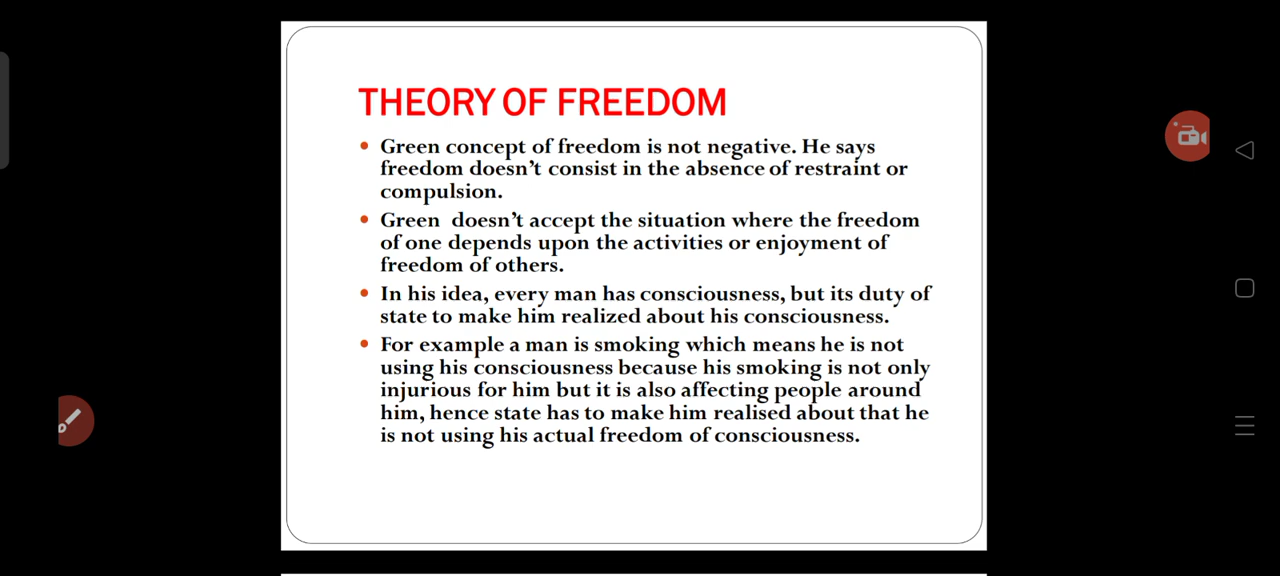 THEORY OF FREEDOM
• Green concept of freedom is not negative. He says
freedom doesn’t consist in the absence of restraint or
compulsion.
• Green  doesn’t accept the situation where the freedom
of one depends upon the activities or enjoyment of
freedom of others.
• In his idea, every man has consciousness, but its duty of
state to make him realized about his consciousness.
• For example a man is smoking which means he is not
using his consciousness because his smoking is not only
injurious for him but it is also affecting people around
him, hence state has to make him realised about that he
is not using his actual freedom of consciousness.